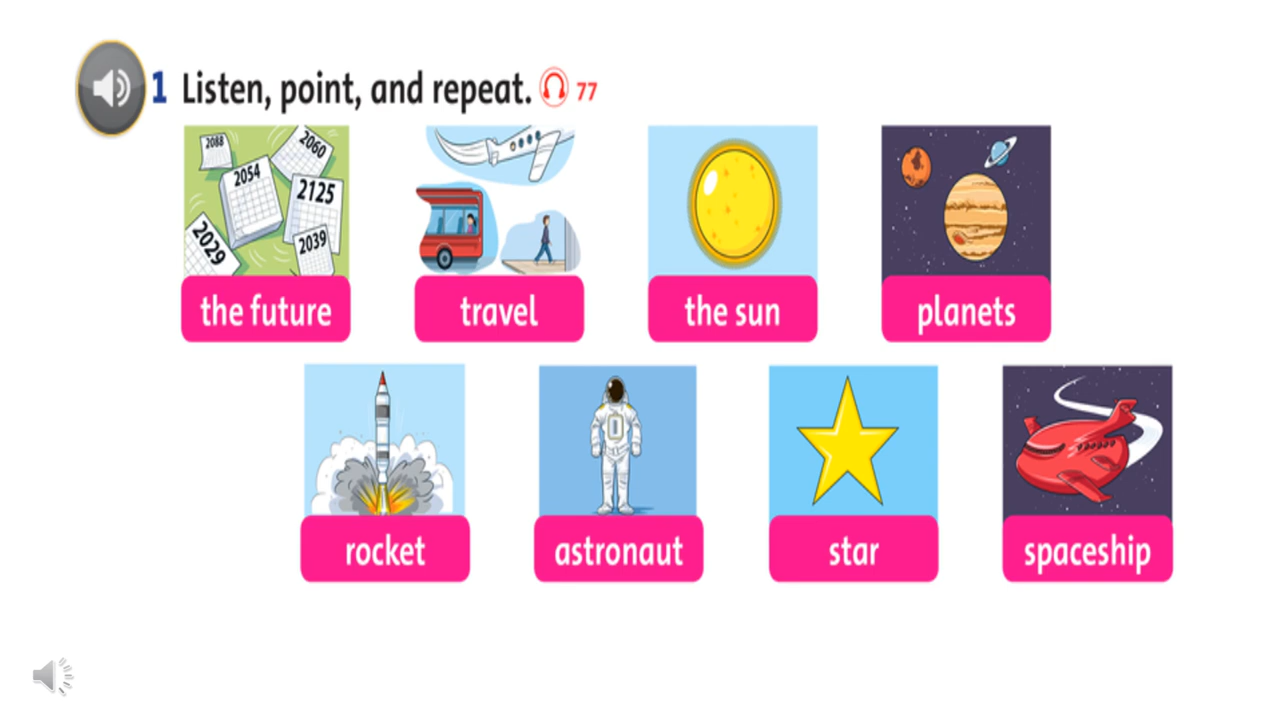 1 Listen, point, and repeat. 77
2088
2060
2054
2125
2029
2039
the future
travel
the sun
planets
rocket
astronaut
star
spaceship